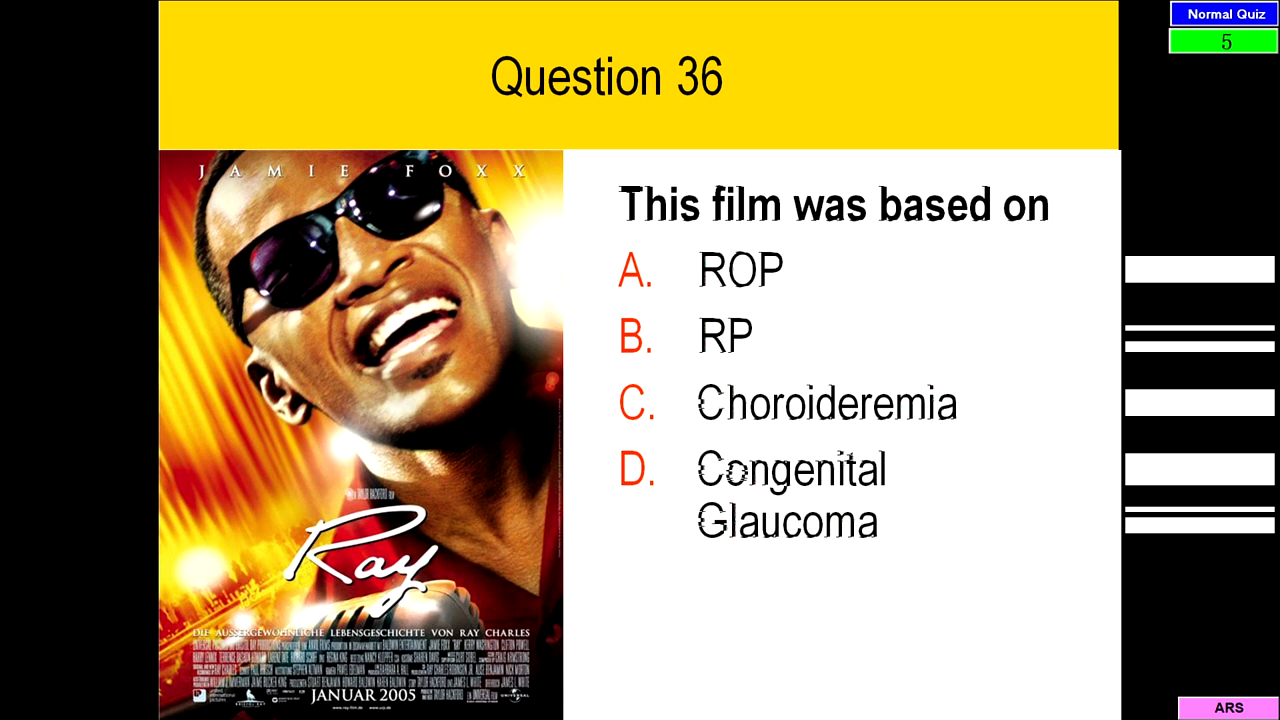 Normal Quiz
5
Question 36
JAMIE FOXX
This film was based on
A. ROP
B. RP
C. Choroideremia
D. Congenital
Glaucoma
Ray
DIE AUSSERGEWÖHNLICHE LEBENSGESCHICHTE VON RAY CHARLES
JANUAR 2005
UNIVERSAL
ARS